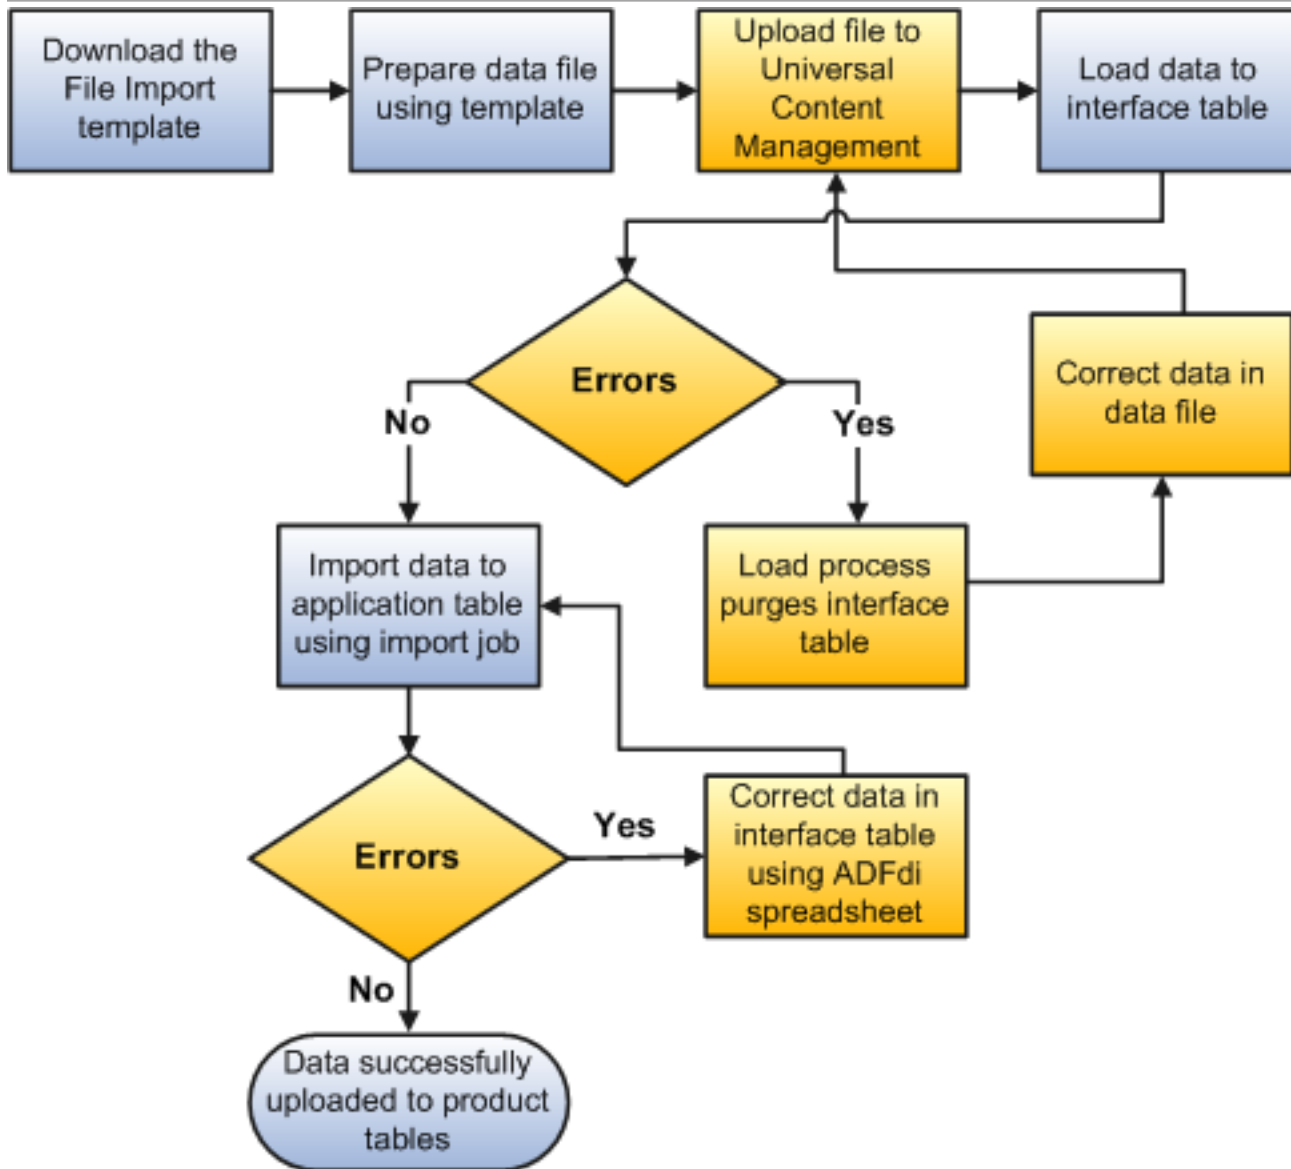 Download the
File Import
template
Prepare data file
using template
Upload file to
Universal
Content
Management
Load data to
interface table
Errors
No
Yes
Correct data in
data file
Import data to
application table
using import job
Load process
purges interface
table
Errors
Yes
Correct data in
interface table
using ADFdi
spreadsheet
No
Data successfully
uploaded to product
tables